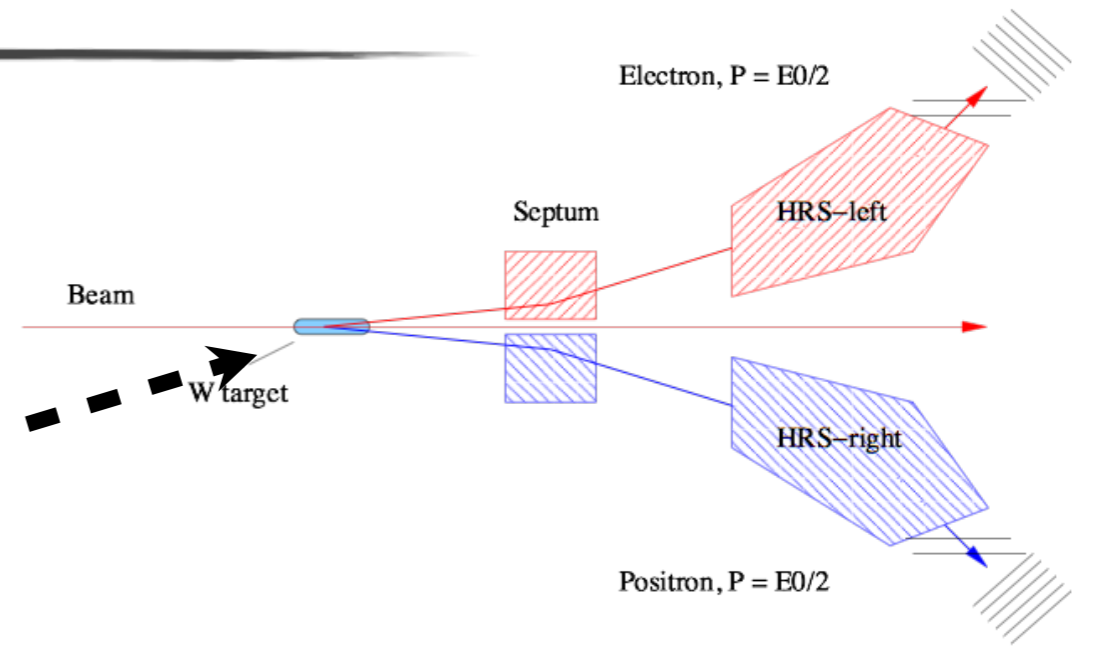 Electron, P = E0/2
Septum
HRS-left
Beam
W target
HRS-right
Positron, P = E0/2